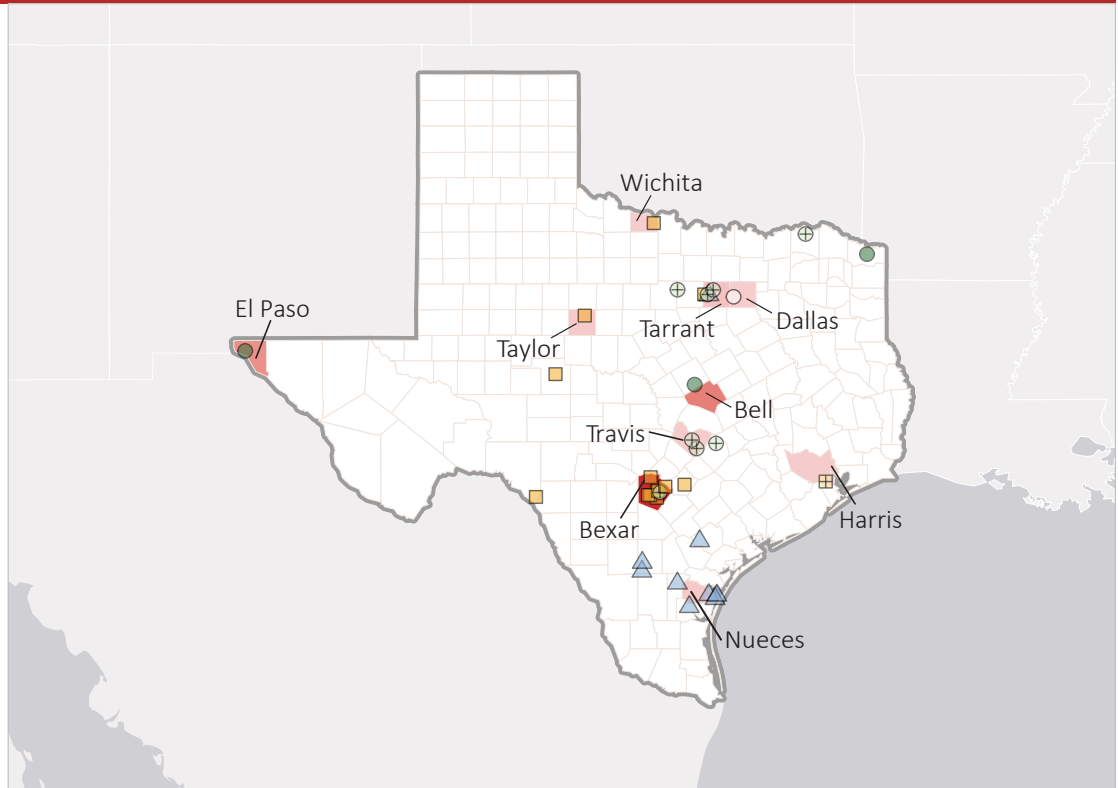 Wichita
El Paso
Tarrant
Dallas
Taylor
Bell
Travis
Harris
Bexar
Nueces